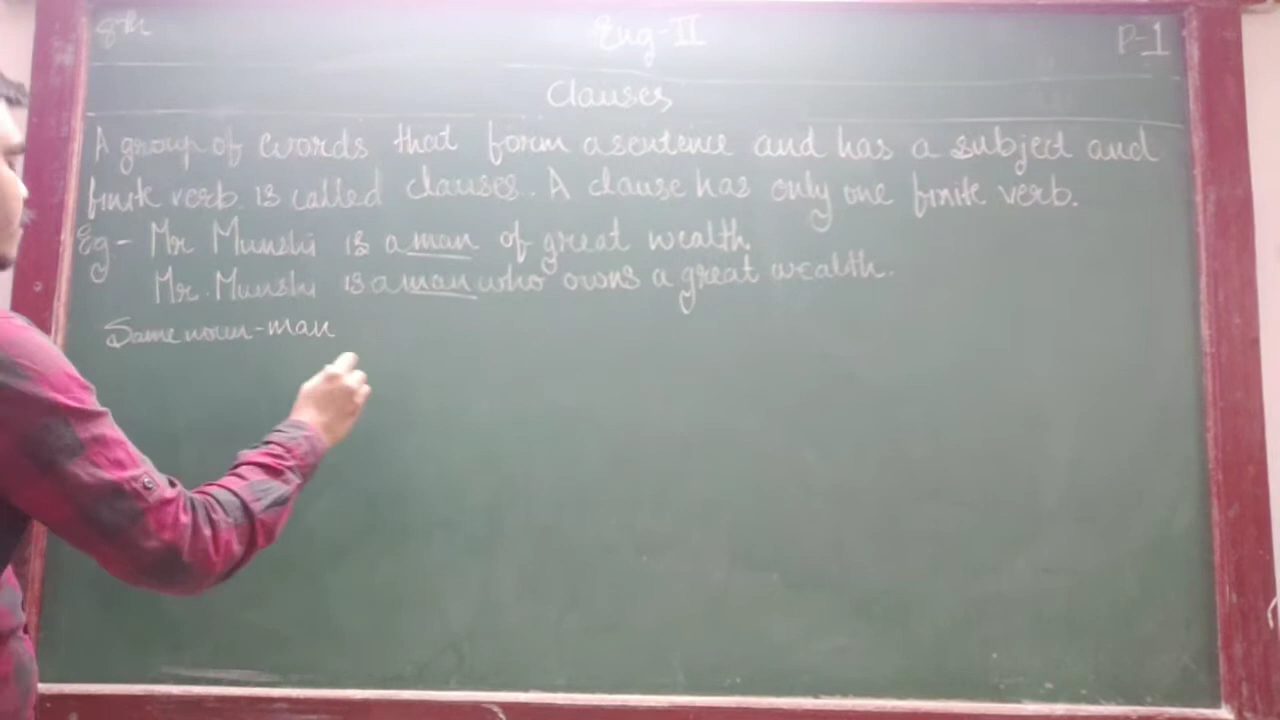 8th Eng-II P-1
Clauses
A group of words that form a sentence and has a subject and
finite verb is called clauses. A clause has only one finite verb.
Eg- Mr Munshi is a man of great wealth
Mr. Munshi is a man who owns a great wealth.
Same noun-man